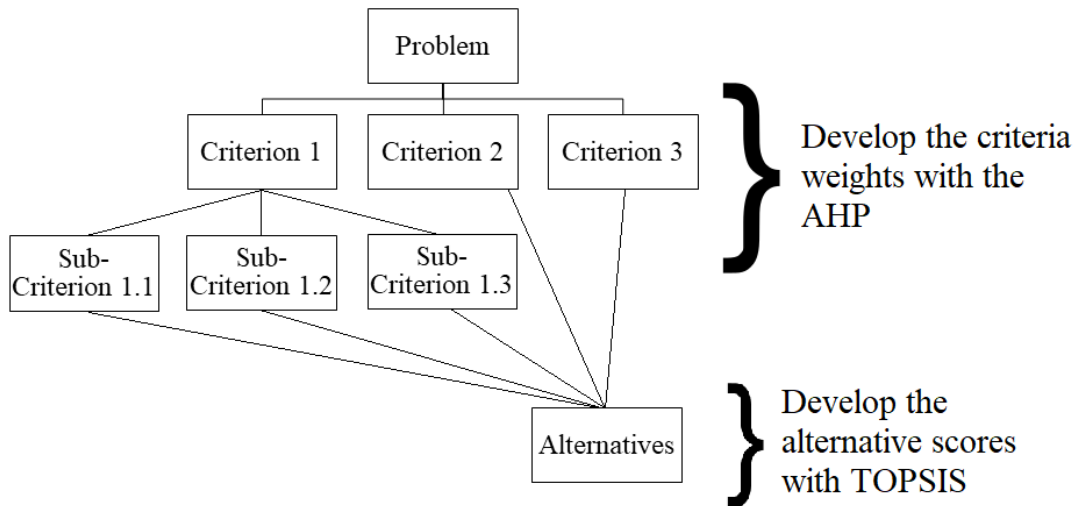 Problem
Criterion 1
Criterion 2
Criterion 3
Develop the criteria
weights with the
AHP
Sub-
Criterion 1.1
Sub-
Criterion 1.2
Sub-
Criterion 1.3
Alternatives
Develop the
alternative scores
with TOPSIS